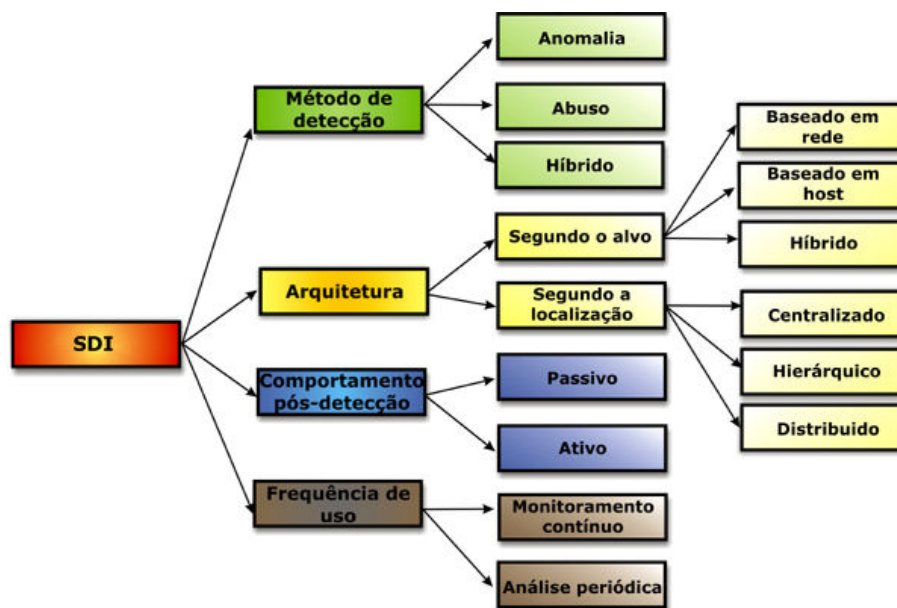 Anomalia
Método de
detecção
Abuso
Híbrido
Baseado em
rede
Baseado em
host
Híbrido
Segundo o alvo
Arquitetura
Segundo a
localização
Centralizado
Hierárquico
Distribuido
SDI
Comportamento
pós-detecção
Passivo
Ativo
Frequência de
uso
Monitoramento
contínuo
Análise periódica